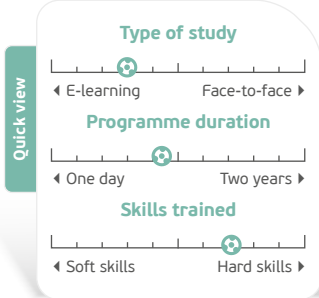 Quick view
Type of study
E-learning Face-to-face
Programme duration
One day Two years
Skills trained
Soft skills Hard skills